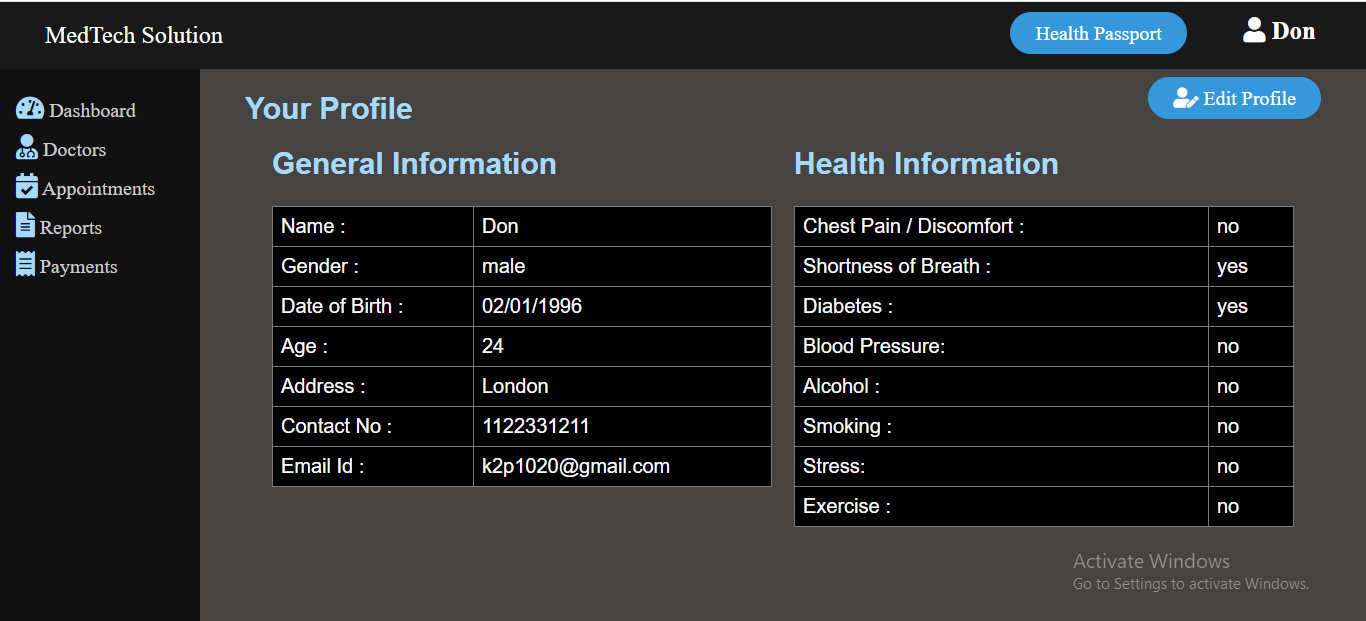 MedTech Solution
Health Passport
Don
Dashboard
Doctors
Appointments
Reports
Payments
Your Profile
Edit Profile
General Information
Name : Don
Gender : male
Date of Birth : 02/01/1996
Age : 24
Address : London
Contact No : 1122331211
Email Id : k2p1020@gmail.com
Health Information
Chest Pain / Discomfort : no
Shortness of Breath : yes
Diabetes : yes
Blood Pressure: no
Alcohol : no
Smoking : no
Stress: no
Exercise : no
Activate Windows
Go to Settings to activate Windows.